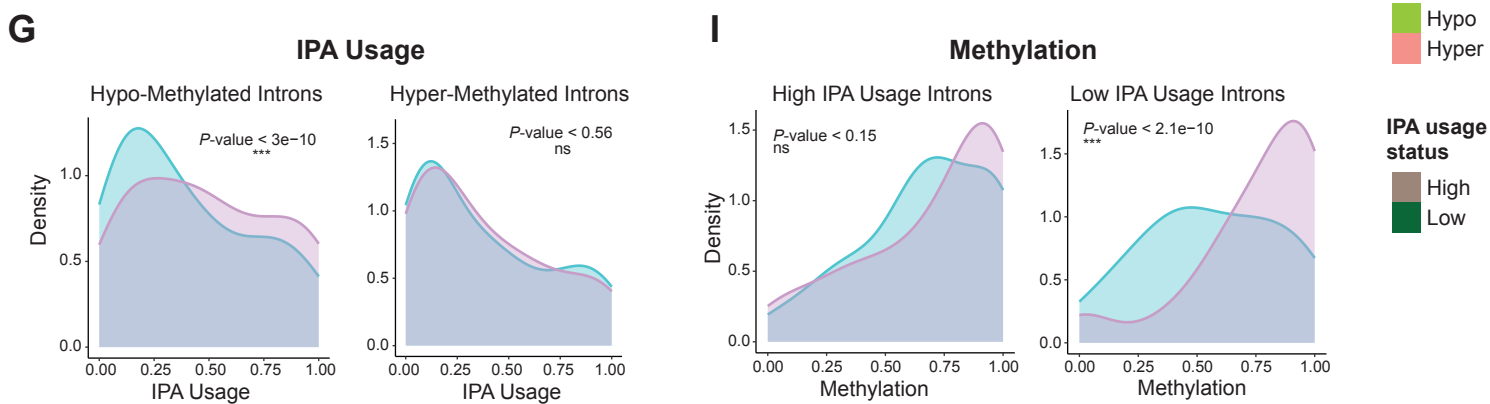 G
IPA Usage
Hypo-Methylated Introns
P-value < 3e−10
***
Density
1.0
0.5
0.0
0.00 0.25 0.50 0.75 1.00
IPA Usage
Hyper-Methylated Introns
P-value < 0.56
ns
1.5
1.0
0.5
0.0
0.00 0.25 0.50 0.75 1.00
IPA Usage
I
Methylation
High IPA Usage Introns
P-value < 0.15
ns
Density
1.5
1.0
0.5
0.0
0.00 0.25 0.50 0.75 1.00
Methylation
Low IPA Usage Introns
P-value < 2.1e−10
***
1.5
1.0
0.5
0.0
0.00 0.25 0.50 0.75 1.00
Methylation
Hypo
Hyper
IPA usage
status
High
Low